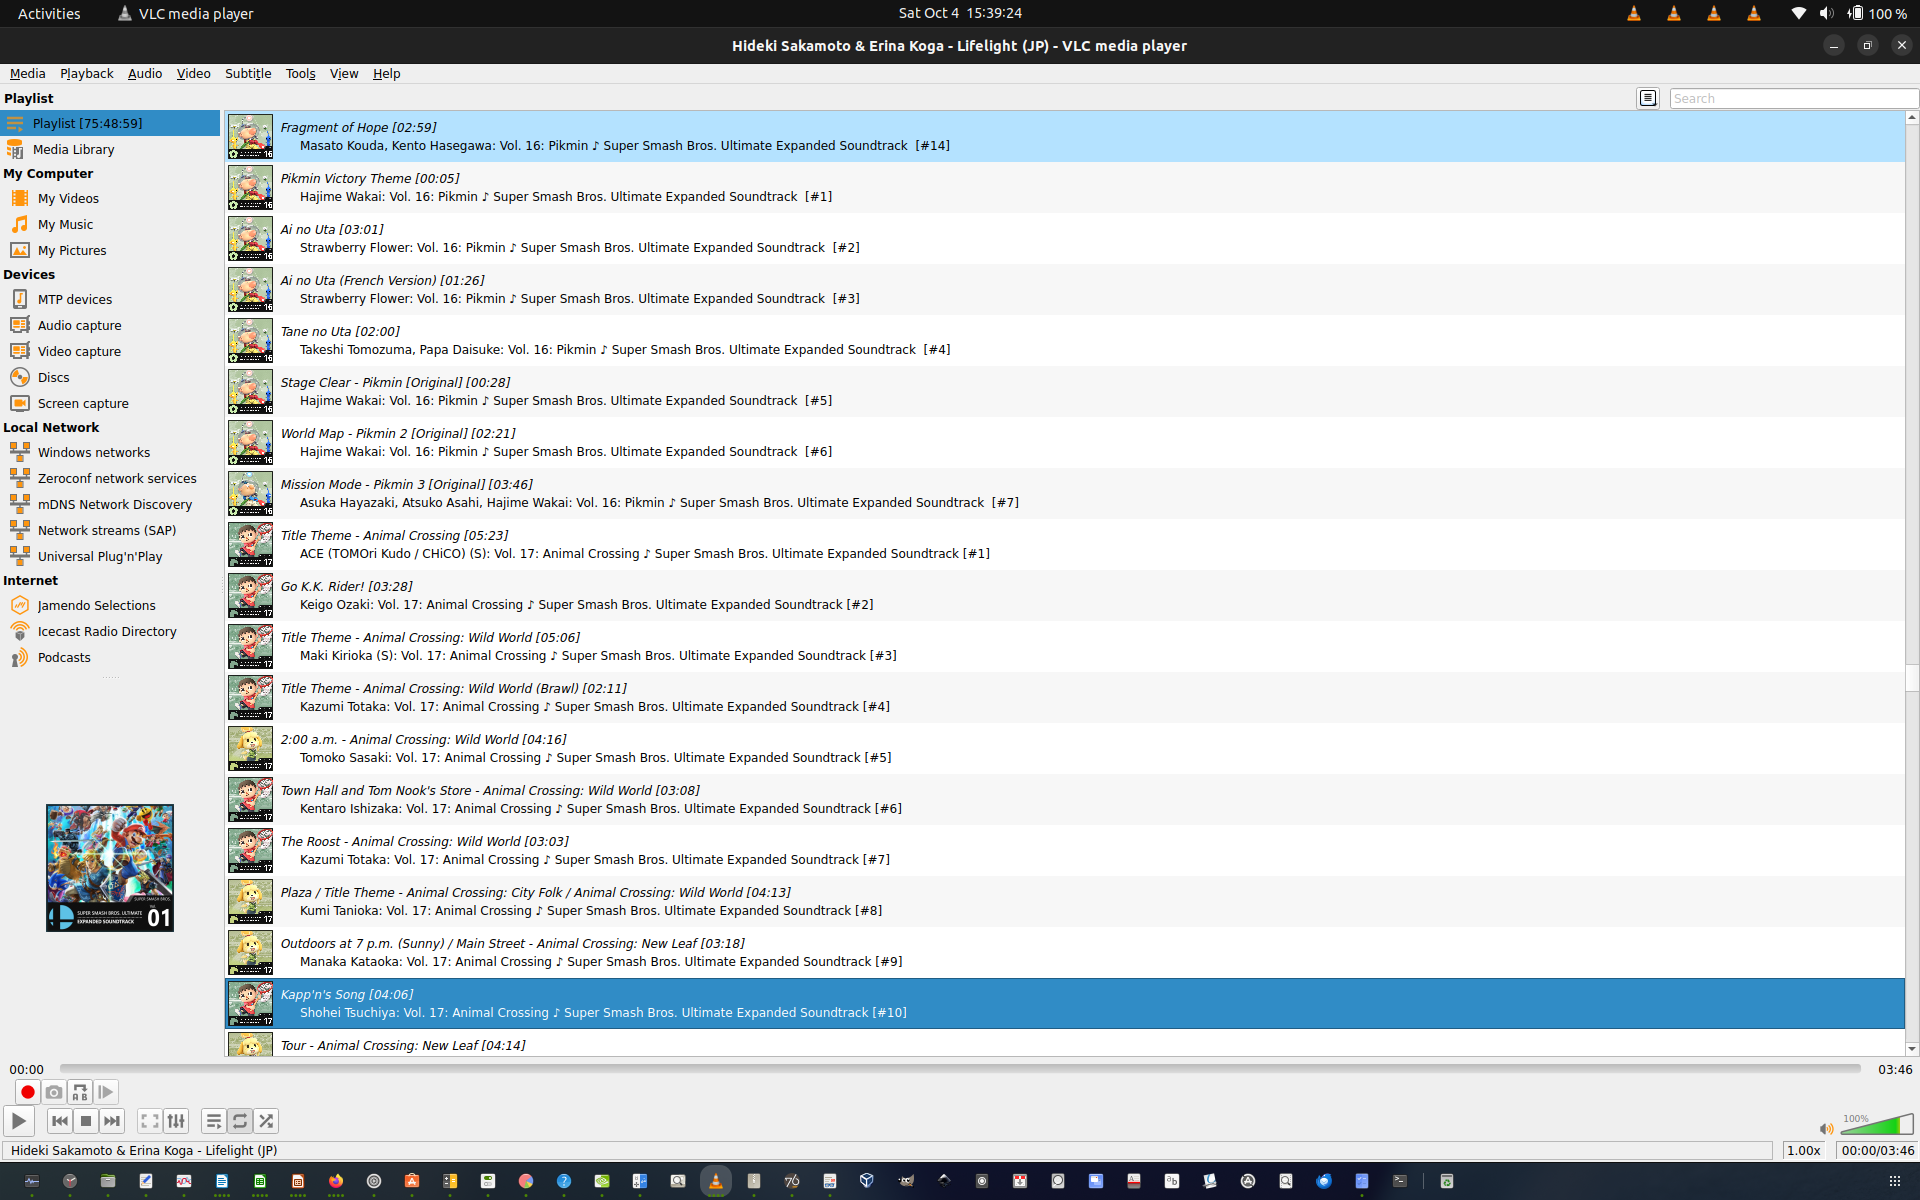 Activities
VLC media player
Sat Oct 4 15:39:24
100 %
Hideki Sakamoto & Erina Koga - Lifelight (JP) - VLC media player
Media Playback Audio Video Subtitle Tools View Help
Playlist
Search
Playlist [75:48:59]
Media Library
My Computer
My Videos
My Music
My Pictures
Devices
MTP devices
Audio capture
Video capture
Discs
Screen capture
Local Network
Windows networks
Zeroconf network services
mDNS Network Discovery
Network streams (SAP)
Universal Plug'n'Play
Internet
Jamendo Selections
Icecast Radio Directory
Podcasts
SUPER SMASH BROS. ULTIMATE
EXPANDED SOUNDTRACK
01
Fragment of Hope [02:59]
Masato Kouda, Kento Hasegawa: Vol. 16: Pikmin ♪ Super Smash Bros. Ultimate Expanded Soundtrack [#14]
Pikmin Victory Theme [00:05]
Hajime Wakai: Vol. 16: Pikmin ♪ Super Smash Bros. Ultimate Expanded Soundtrack [#1]
Ai no Uta [03:01]
Strawberry Flower: Vol. 16: Pikmin ♪ Super Smash Bros. Ultimate Expanded Soundtrack [#2]
Ai no Uta (French Version) [01:26]
Strawberry Flower: Vol. 16: Pikmin ♪ Super Smash Bros. Ultimate Expanded Soundtrack [#3]
Tane no Uta [02:00]
Takeshi Tomozuma, Papa Daisuke: Vol. 16: Pikmin ♪ Super Smash Bros. Ultimate Expanded Soundtrack [#4]
Stage Clear - Pikmin [Original] [00:28]
Hajime Wakai: Vol. 16: Pikmin ♪ Super Smash Bros. Ultimate Expanded Soundtrack [#5]
World Map - Pikmin 2 [Original] [02:21]
Hajime Wakai: Vol. 16: Pikmin ♪ Super Smash Bros. Ultimate Expanded Soundtrack [#6]
Mission Mode - Pikmin 3 [Original] [03:46]
Asuka Hayazaki, Atsuko Asahi, Hajime Wakai: Vol. 16: Pikmin ♪ Super Smash Bros. Ultimate Expanded Soundtrack [#7]
Title Theme - Animal Crossing [05:23]
ACE (TOMOri Kudo / CHiCO) (S): Vol. 17: Animal Crossing ♪ Super Smash Bros. Ultimate Expanded Soundtrack [#1]
Go K.K. Rider! [03:28]
Keigo Ozaki: Vol. 17: Animal Crossing ♪ Super Smash Bros. Ultimate Expanded Soundtrack [#2]
Title Theme - Animal Crossing: Wild World [05:06]
Maki Kirioka (S): Vol. 17: Animal Crossing ♪ Super Smash Bros. Ultimate Expanded Soundtrack [#3]
Title Theme - Animal Crossing: Wild World (Brawl) [02:11]
Kazumi Totaka: Vol. 17: Animal Crossing ♪ Super Smash Bros. Ultimate Expanded Soundtrack [#4]
2:00 a.m. - Animal Crossing: Wild World [04:16]
Tomoko Sasaki: Vol. 17: Animal Crossing ♪ Super Smash Bros. Ultimate Expanded Soundtrack [#5]
Town Hall and Tom Nook's Store - Animal Crossing: Wild World [03:08]
Kentaro Ishizaka: Vol. 17: Animal Crossing ♪ Super Smash Bros. Ultimate Expanded Soundtrack [#6]
The Roost - Animal Crossing: Wild World [03:03]
Kazumi Totaka: Vol. 17: Animal Crossing ♪ Super Smash Bros. Ultimate Expanded Soundtrack [#7]
Plaza / Title Theme - Animal Crossing: City Folk / Animal Crossing: Wild World [04:13]
Kumi Tanioka: Vol. 17: Animal Crossing ♪ Super Smash Bros. Ultimate Expanded Soundtrack [#8]
Outdoors at 7 p.m. (Sunny) / Main Street - Animal Crossing: New Leaf [03:18]
Manaka Kataoka: Vol. 17: Animal Crossing ♪ Super Smash Bros. Ultimate Expanded Soundtrack [#9]
Kapp'n's Song [04:06]
Shohei Tsuchiya: Vol. 17: Animal Crossing ♪ Super Smash Bros. Ultimate Expanded Soundtrack [#10]
Tour - Animal Crossing: New Leaf [04:14]
00:00
03:46
100%
Hideki Sakamoto & Erina Koga - Lifelight (JP)
1.00x
00:00/03:46